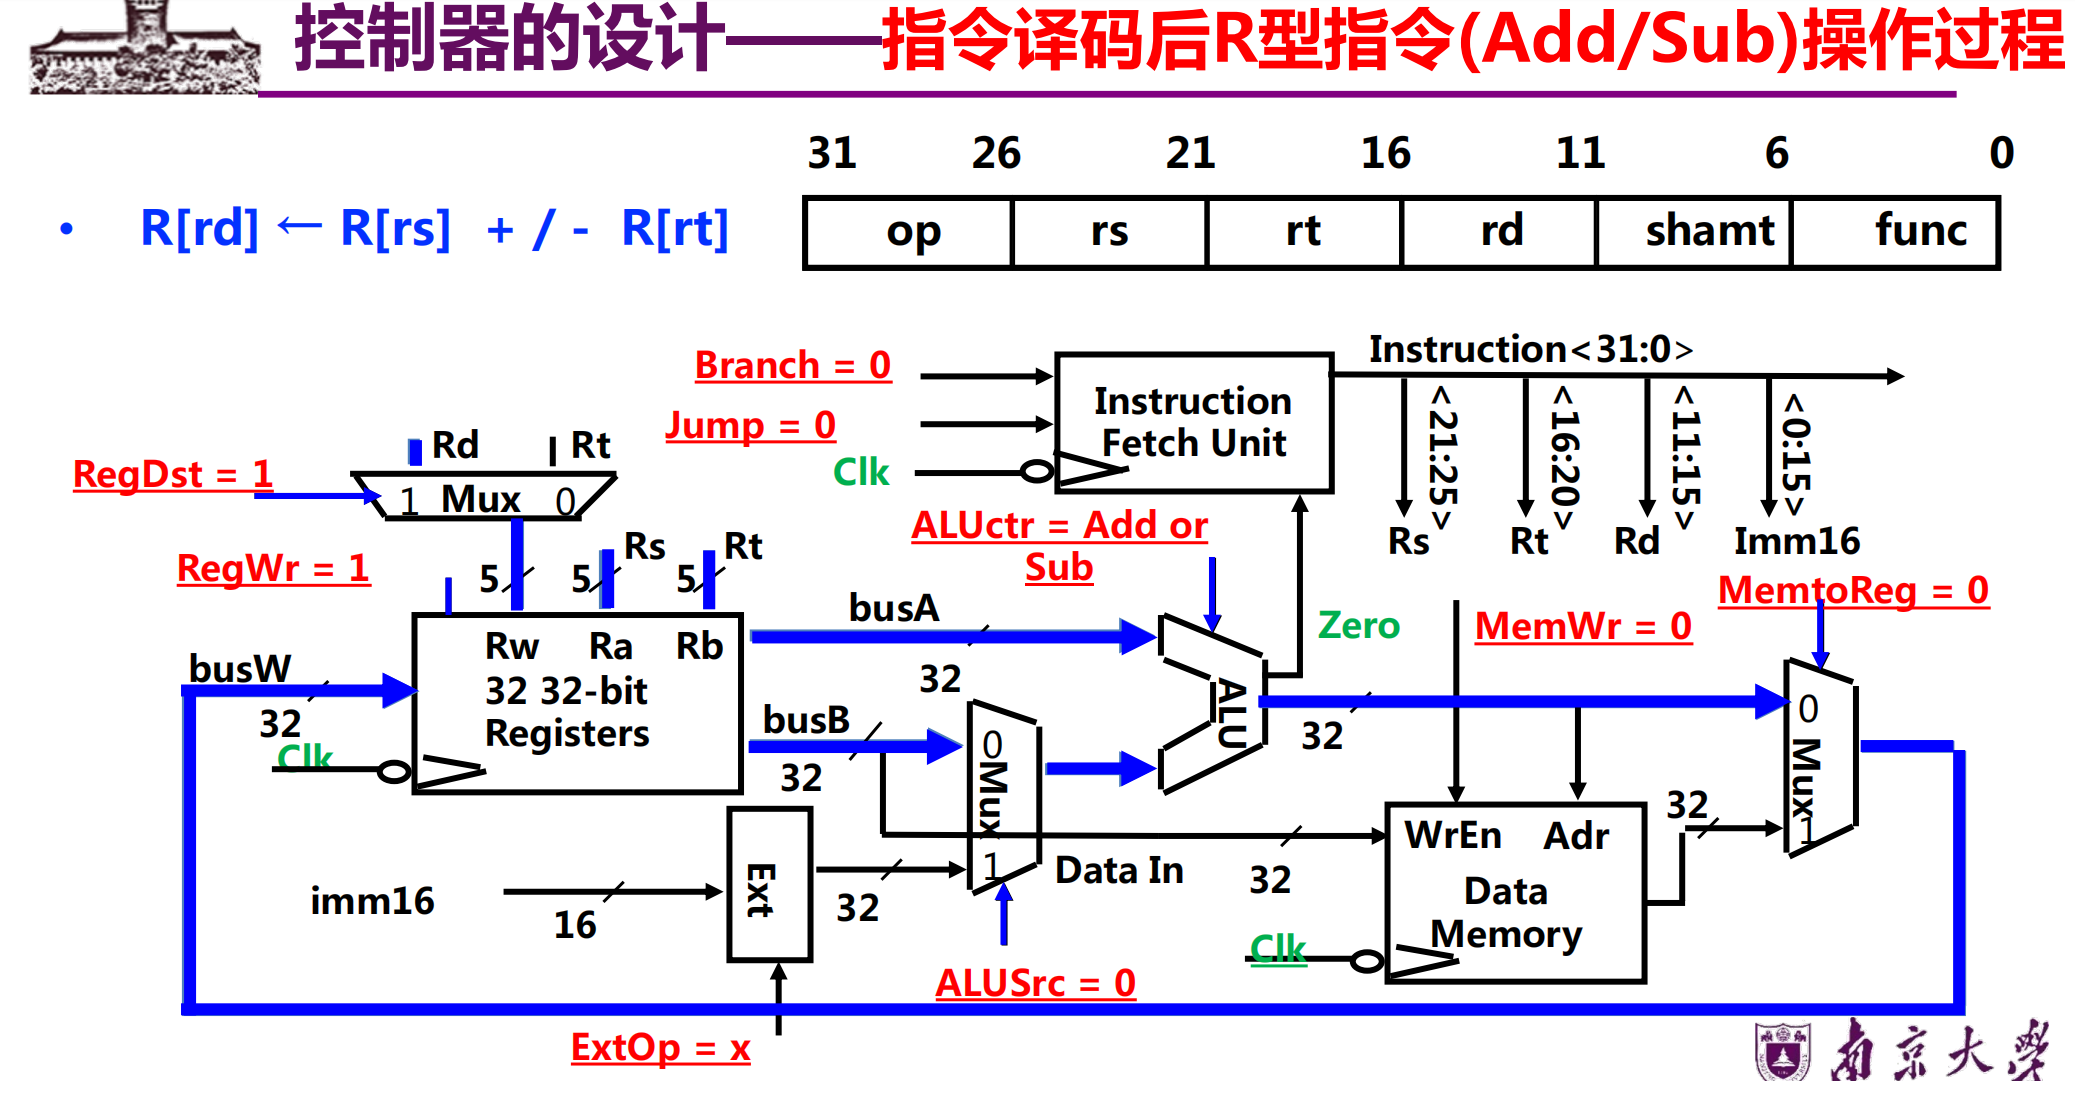 控制器的设计——指令译码后R型指令(Add/Sub)操作过程
31 26 21 16 11 6 0
• R[rd] ← R[rs] + / - R[rt]
op rs rt rd shamt func
Instruction<31:0>
Branch = 0
Jump = 0
Clk
Instruction
Fetch Unit
<21:25>
<16:20>
<11:15>
<0:15>
Rs Rt Rd Imm16
Rd Rt
RegDst = 1
1 Mux 0
RegWr = 1
5 5 5
Rs Rt
ALUctr = Add or
Sub
Zero
MemWr = 0
MemtoReg = 0
busA
32
busW
32
Clk
Rw Ra Rb
32 32-bit
Registers
busB
32
0
Mux
1
ALU
32
0
Mux
1
32
WrEn Adr
Data
Memory
Clk
Data In
32
imm16
16
Ext
32
ALUSrc = 0
ExtOp = x
南京大学